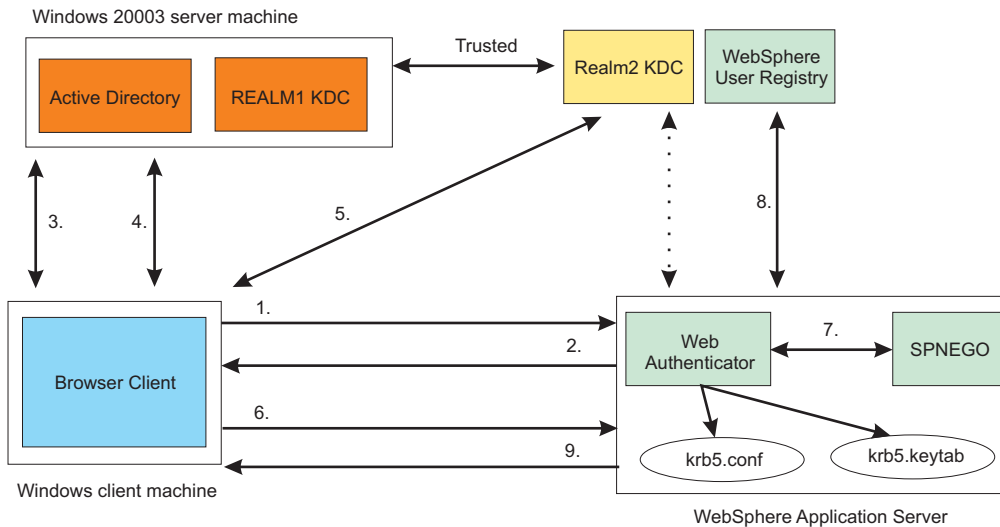 Windows 20003 server machine
Trusted
Active Directory
REALM1 KDC
Realm2 KDC
WebSphere
User Registry
3.
4.
5.
8.
1.
2.
6.
9.
7.
Browser Client
Web
Authenticator
SPNEGO
krb5.conf
krb5.keytab
Windows client machine
WebSphere Application Server